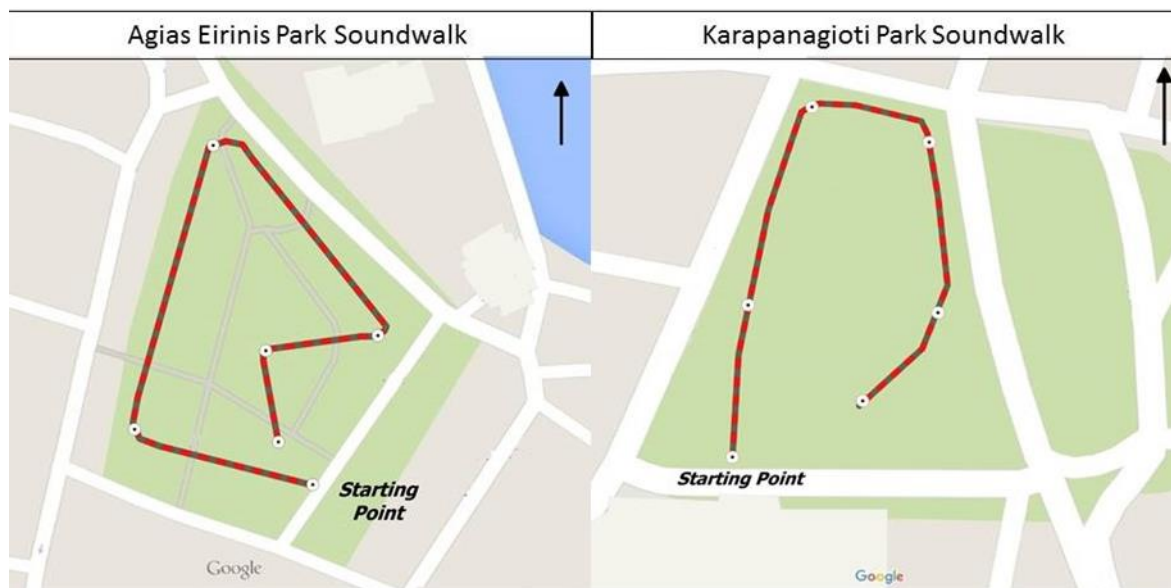 Agias Eirinis Park Soundwalk
Karapanagioti Park Soundwalk
Starting
Point
Starting Point
Google
Google